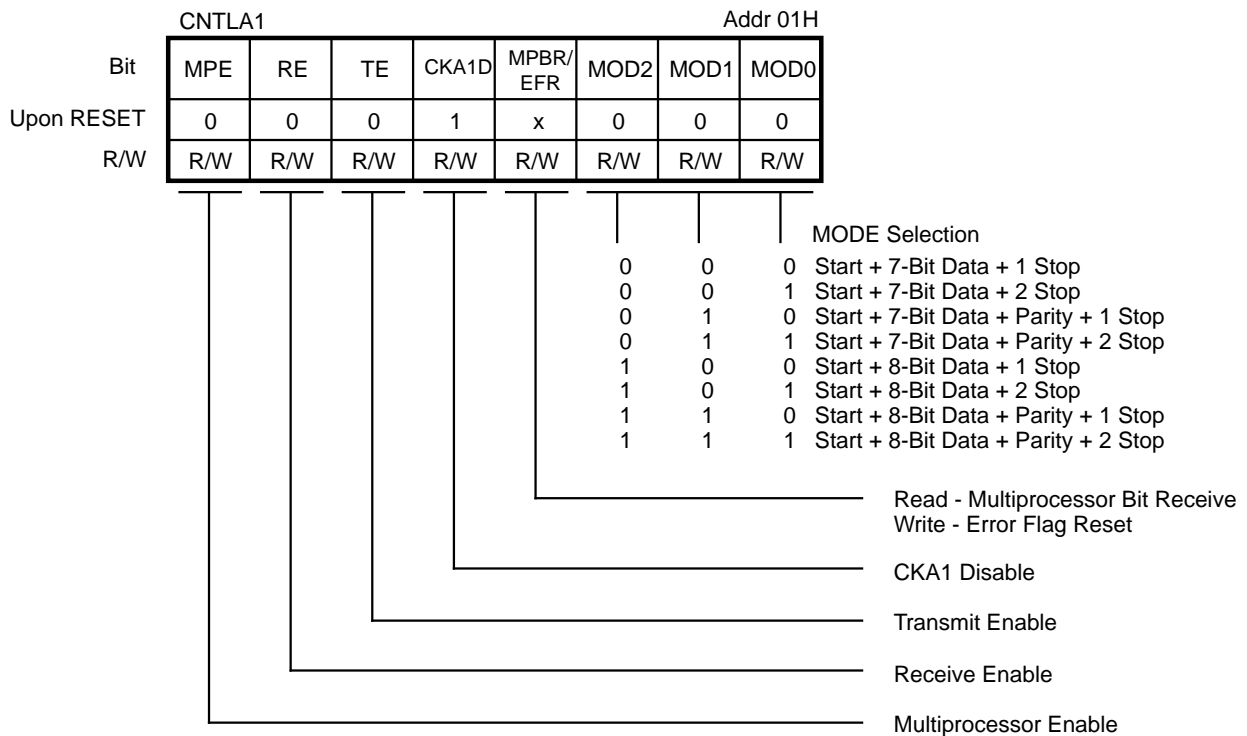 CNTLA1 Addr 01H
Bit MPE RE TE CKA1D MPBR/ EFR MOD2 MOD1 MOD0
Upon RESET 0 0 0 1 x 0 0 0
R/W R/W R/W R/W R/W R/W R/W R/W R/W
MODE Selection
0 0 0 Start + 7-Bit Data + 1 Stop
0 0 1 Start + 7-Bit Data + 2 Stop
0 1 0 Start + 7-Bit Data + Parity + 1 Stop
0 1 1 Start + 7-Bit Data + Parity + 2 Stop
1 0 0 Start + 8-Bit Data + 1 Stop
1 0 1 Start + 8-Bit Data + 2 Stop
1 1 0 Start + 8-Bit Data + Parity + 1 Stop
1 1 1 Start + 8-Bit Data + Parity + 2 Stop
Read - Multiprocessor Bit Receive
Write - Error Flag Reset
CKA1 Disable
Transmit Enable
Receive Enable
Multiprocessor Enable